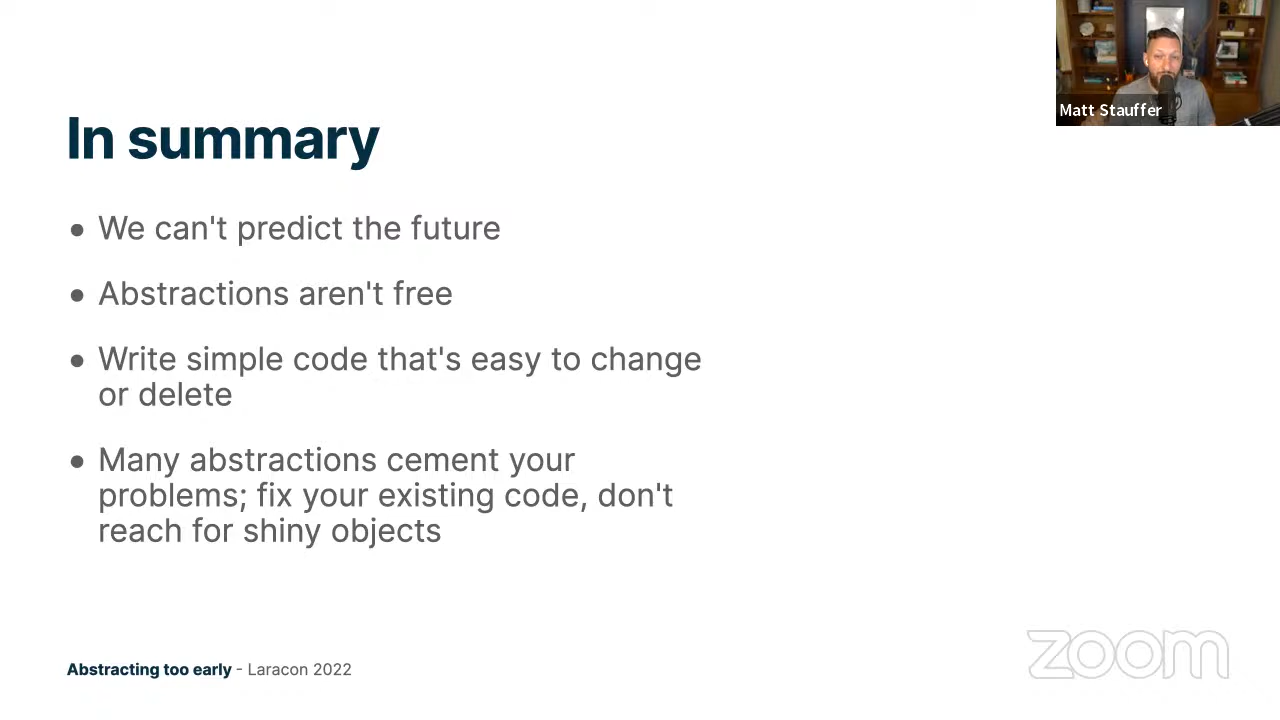 Matt Stauffer
In summary
• We can't predict the future
• Abstractions aren't free
• Write simple code that's easy to change
or delete
• Many abstractions cement your
problems; fix your existing code, don't
reach for shiny objects
Abstracting too early - Laracon 2022
zoom